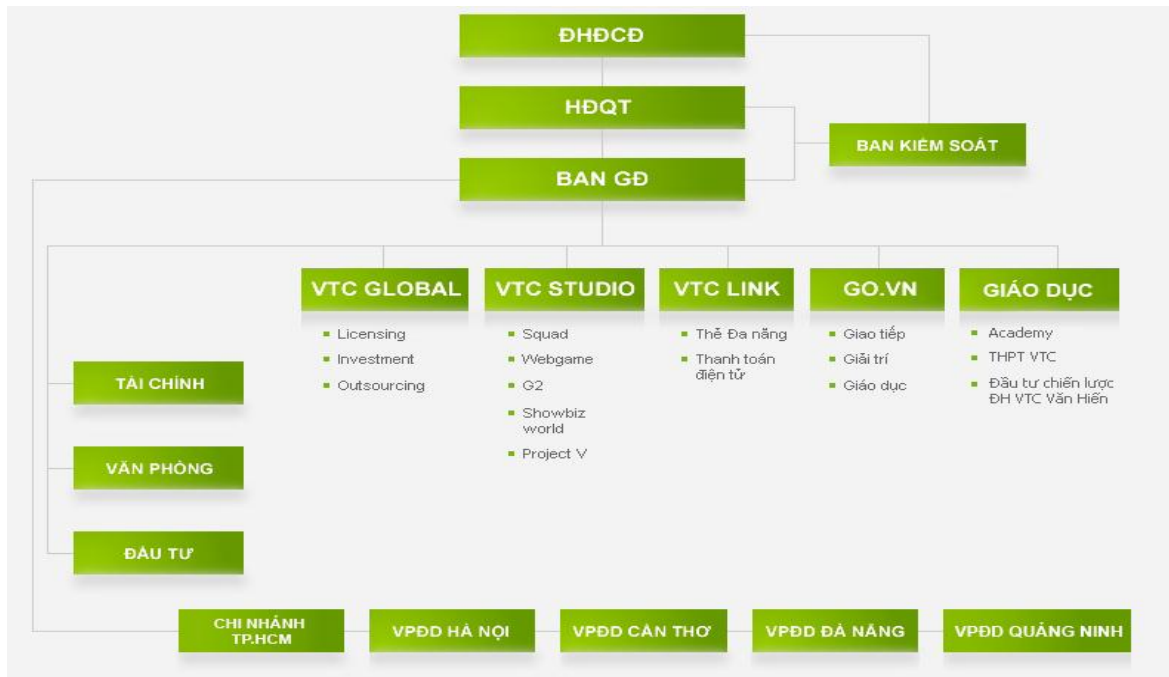 ĐHĐCĐ
HĐQT
BAN KIỂM SOÁT
BAN GĐ
VTC GLOBAL
Licensing
Investment
Outsourcing
VTC STUDIO
Squad
Webgame
G2
Showbiz
world
Project V
VTC LINK
Thẻ Đa năng
Thanh toán
điện tử
GO.VN
Giao tiếp
Giải trí
Giáo dục
GIÁO DỤC
Academy
THPT VTC
Đầu tư chiến lược
ĐH VTC Văn Hiến
TÀI CHÍNH
VĂN PHÒNG
ĐẦU TƯ
CHI NHÁNH
TP.HCM
VPĐD HÀ NỘI
VPĐD CẦN THƠ
VPĐD ĐÀ NẴNG
VPĐD QUẢNG NINH